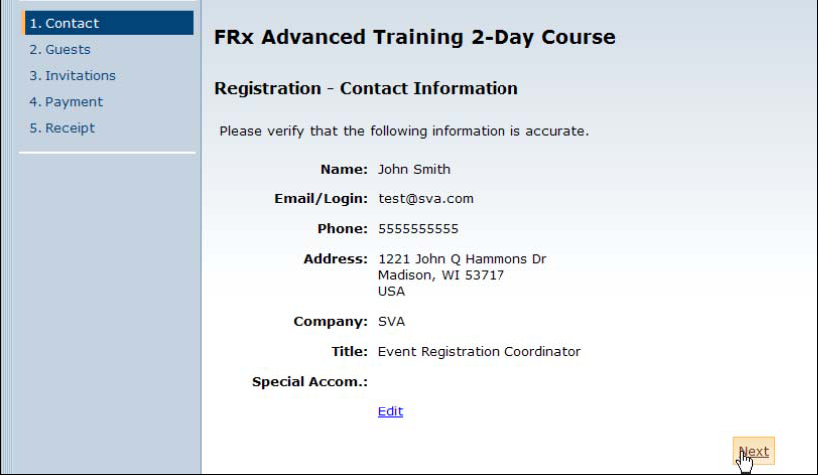 1. Contact
2. Guests
3. Invitations
4. Payment
5. Receipt
FRx Advanced Training 2-Day Course
Registration - Contact Information
Please verify that the following information is accurate.
Name: John Smith
Email/Login: test@sva.com
Phone: 5555555555
Address: 1221 John Q Hammons Dr
Madison, WI 53717
USA
Company: SVA
Title: Event Registration Coordinator
Special Accom.:
Edit
Next